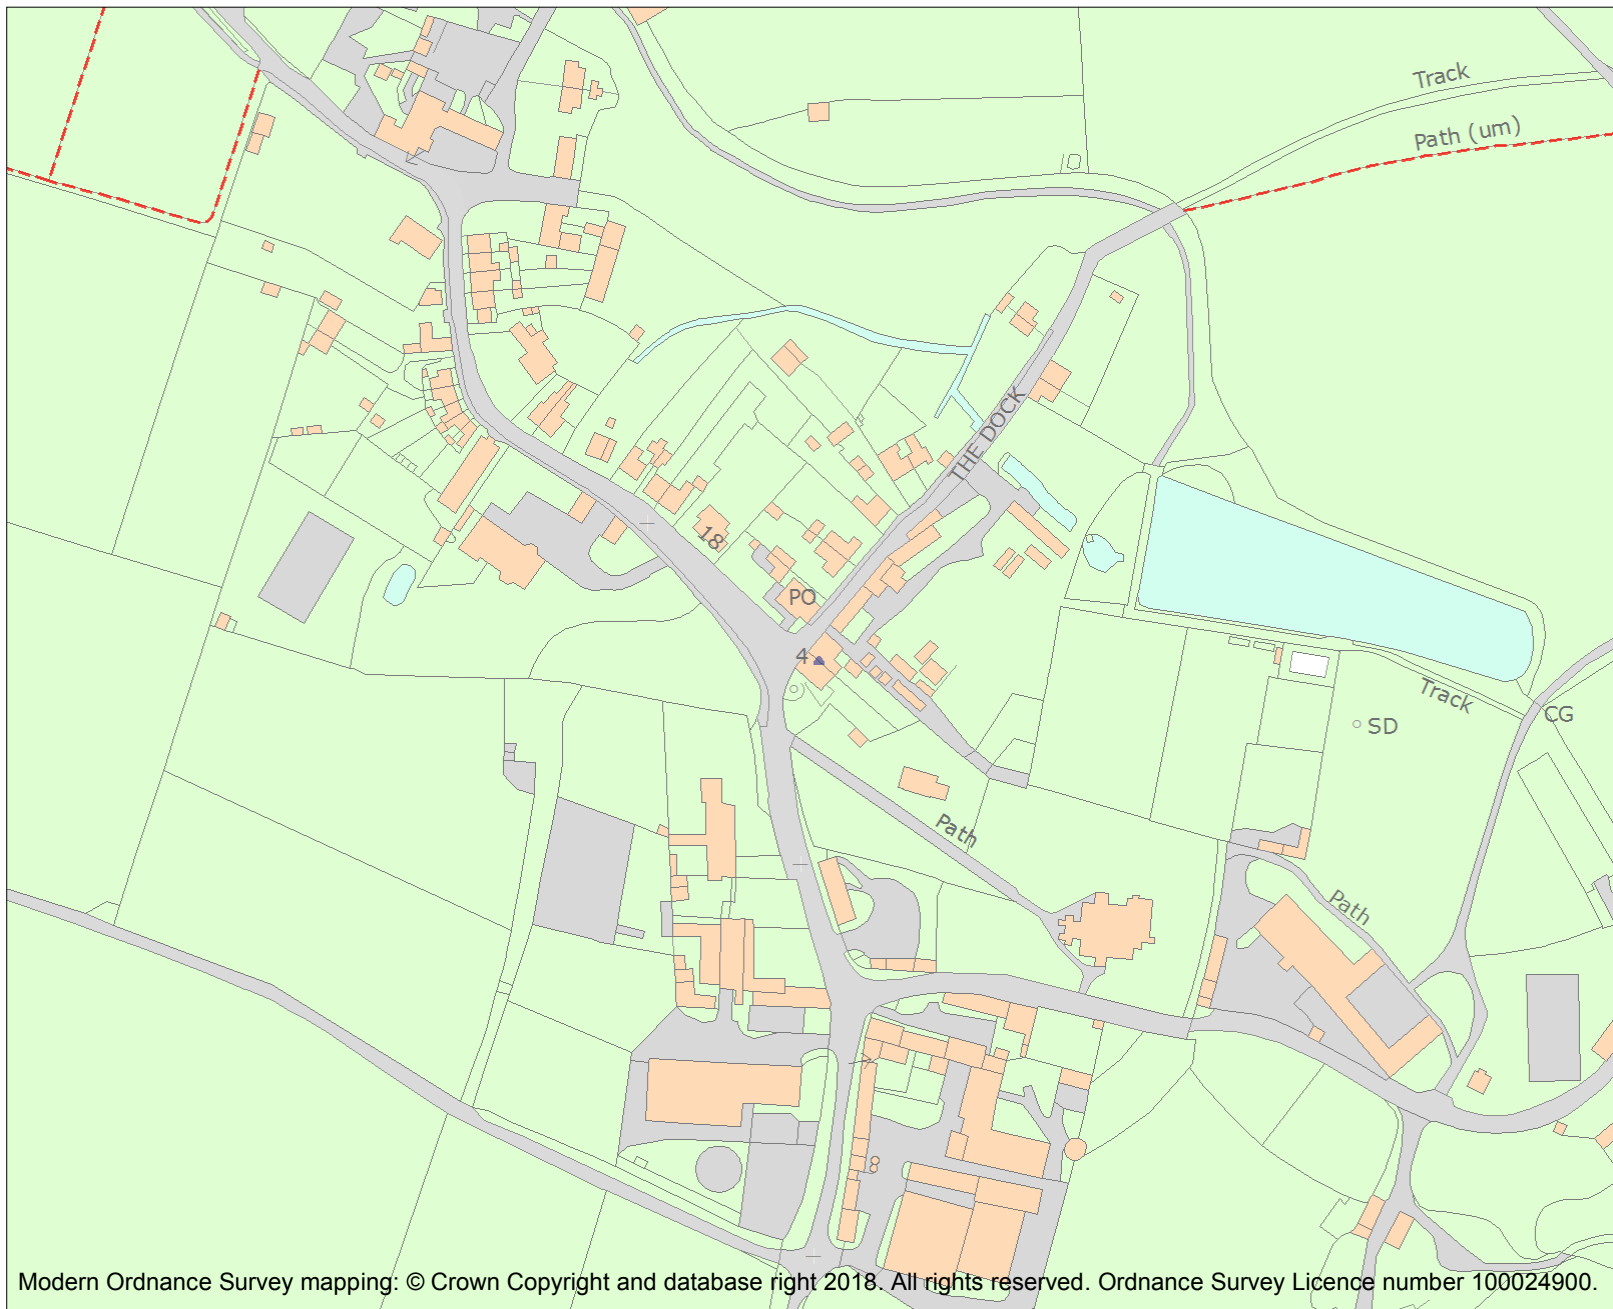 Track
Path (um)
THE DOCK
18
PO
4
Track
CG
SD
Path
Path
7
Modern Ordnance Survey mapping: © Crown Copyright and database right 2018. All rights reserved. Ordnance Survey Licence number 100024900.